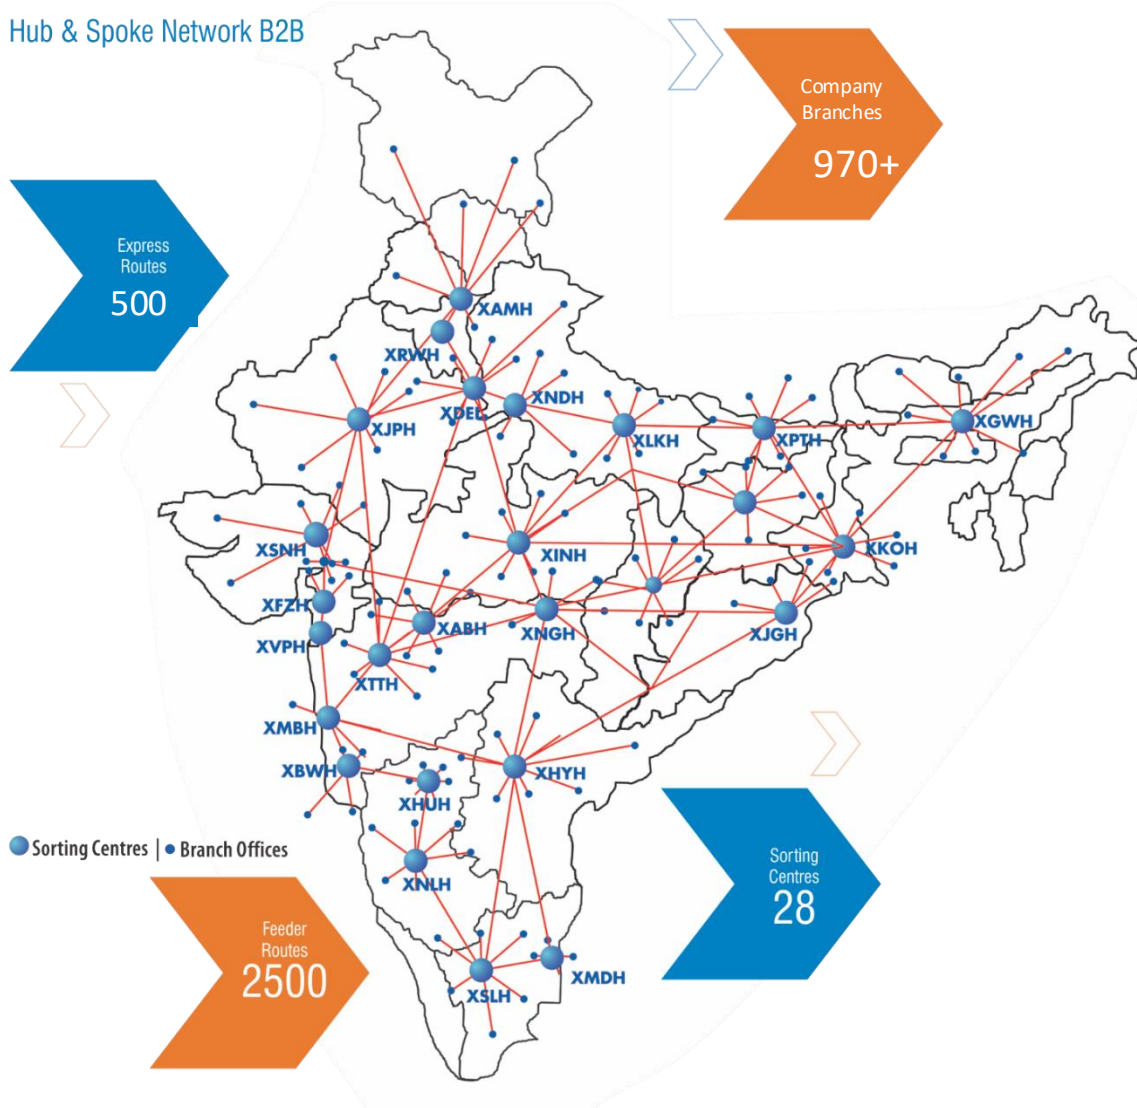 Hub & Spoke Network B2B
Company
Branches
970+
Express
Routes
500
XAMH
XRWH
XDEL
XNDH
XJPH
XLKH
XPTH
XGWH
XSNH
XINH
XKOH
XFZH
XABH
XNGH
XJGH
XVPH
XTTH
XMBH
XBWH
XHYH
XHUH
Sorting Centres | Branch Offices
XNLH
Sorting
Centres
28
Feeder
Routes
2500
XMDH
XSLH